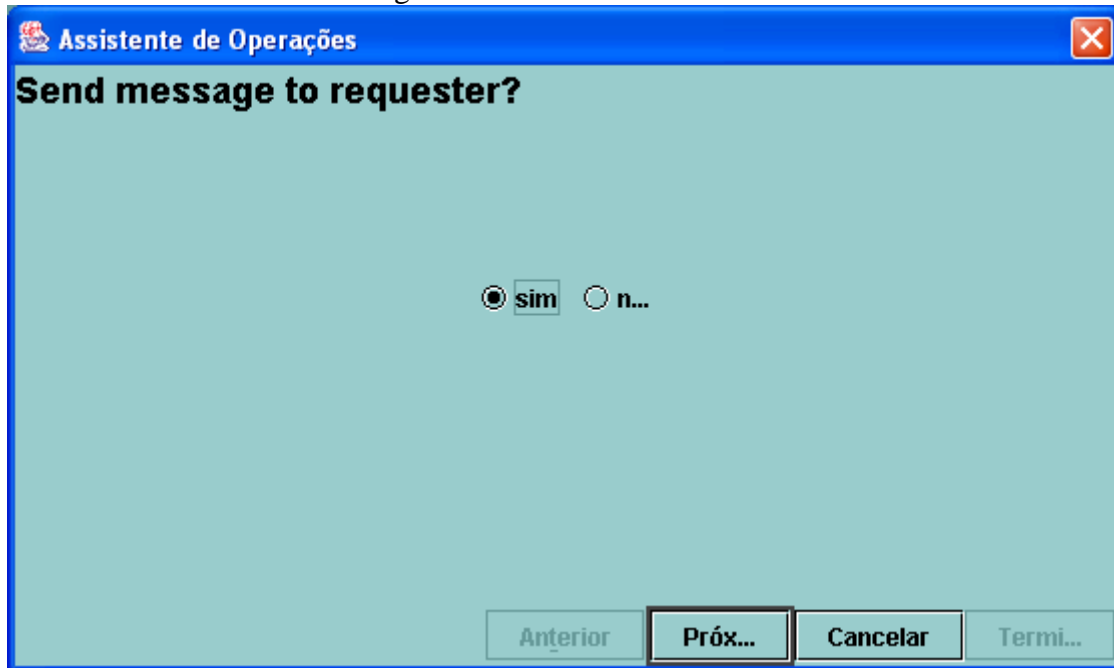 Assistente de Operações
Send message to requester?
sim n...
Anterior Próx... Cancelar Termi...